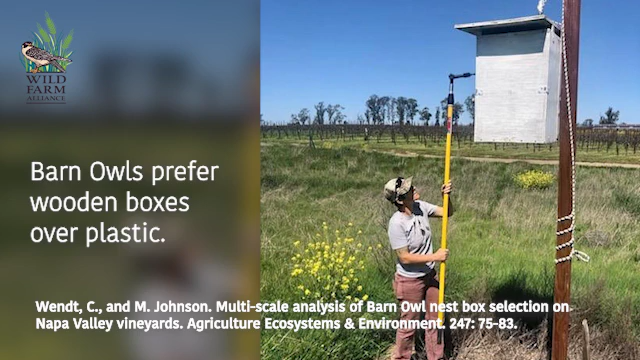 WILD
FARM
ALLIANCE
Barn Owls prefer
wooden boxes
over plastic.
Wendt, C., and M. Johnson. Multi-scale analysis of Barn Owl nest box selection on
Napa Valley vineyards. Agriculture Ecosystems & Environment. 247: 75-83.